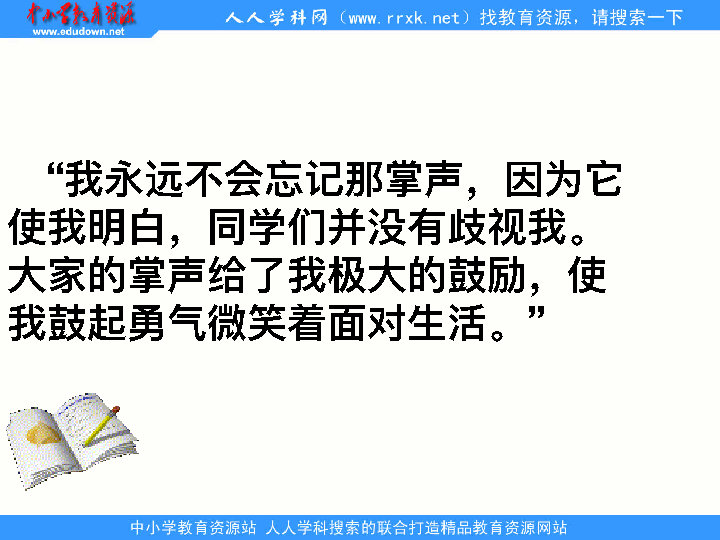 中小学教育资源
www.edudown.net
人人学科网（www.rrxk.net）找教育资源，请搜索一下
“我永远不会忘记那掌声，因为它
使我明白，同学们并没有歧视我。
大家的掌声给了我极大的鼓励，使
我鼓起勇气微笑着面对生活。”
中小学教育资源站 人人学科搜索的联合打造精品教育资源网站